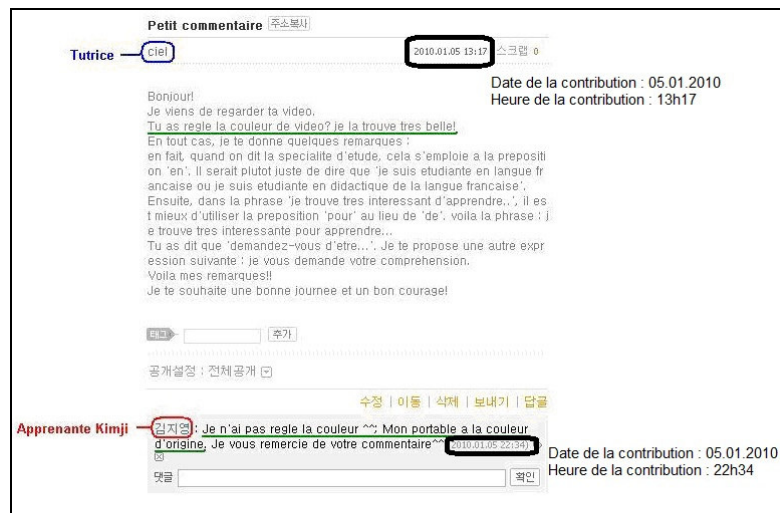 Petit commentaire 주소복사
Tutrice
ciel
2010.01.05 13:17 스크랩 0
Date de la contribution : 05.01.2010
Heure de la contribution : 13h17
Bonjour!
Je viens de regarder ta video.
Tu as regle la couleur de video? je la trouve tres belle!
En tout cas, je te donne quelques remarques :
en fait, quand on dit la specialite d'etude, cela s'emploie a la prepositi
on 'en'. Il serait plutot juste de dire que 'je suis etudiante en langue fr
ancaise ou je suis etudiante en didactique de la langue francaise'.
Ensuite, dans la phrase 'je trouve tres interessant d'apprendre..', il es
t mieux d'utiliser la preposition 'pour' au lieu de 'de'. voila la phrase : j
e trouve tres interessante pour apprendre...
Tu as dit que 'demandez-vous d'etre...'. Je te propose une autre expr
ession suivante : je vous demande votre comprehension.
Voila mes remarques!!
Je te souhaite une bonne journee et un bon courage!
태그 추가
공개설정 : 전체공개
수정 | 이동 | 삭제 | 보내기 | 답글
Apprenante Kimji
김지영 : Je n'ai pas regle la couleur ^^; Mon portable a la couleur
d'origine. Je vous remercie de votre commentaire^^ 2010.01.05 22:34)
Date de la contribution : 05.01.2010
Heure de la contribution : 22h34
댓글 확인